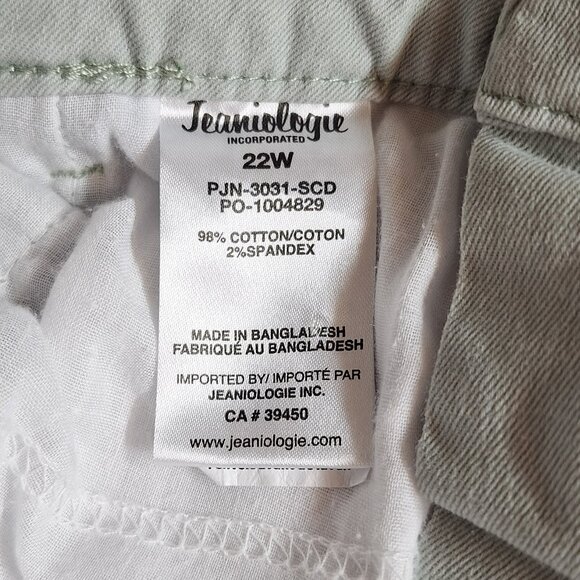 Jeaniologie
INCORPORATED
22W
PJN-3031-SCD
PO-1004829
98% COTTON/COTON
2%SPANDEX
MADE IN BANGLADESH
FABRIQUÉ AU BANGLADESH
IMPORTED BY/ IMPORTÉ PAR
JEANIOLOGIE INC.
CA # 39450
www.jeaniologie.com